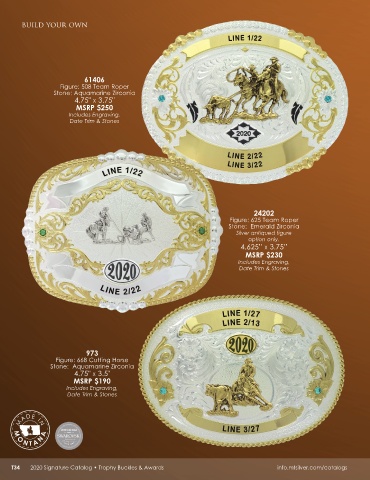 BUILD YOUR OWN
LINE 1/22
61406
Figure: 508 Team Roper
Stone: Aquamarine Zirconia
4.75" x 3.75"
MSRP $250
Includes Engraving,
Date Trim & Stones
2020
LINE 2/22
LINE 3/22
LINE 1/22
2020
LINE 2/22
24202
Figure: 625 Team Roper
Stone: Emerald Zirconia
Silver antiqued figure
option only.
4.625" x 3.75"
MSRP $230
Includes Engraving,
Date Trim & Stones
LINE 1/27
LINE 2/13
2020
973
Figure: 668 Cutting Horse
Stone: Aquamarine Zirconia
4.75" x 3.5"
MSRP $190
Includes Engraving,
Date Trim & Stones
LINE 3/27
MADE IN
MONTANA
T34 2020 Signature Catalog • Trophy Buckles & Awards
info.mtsilver.com/catalogs